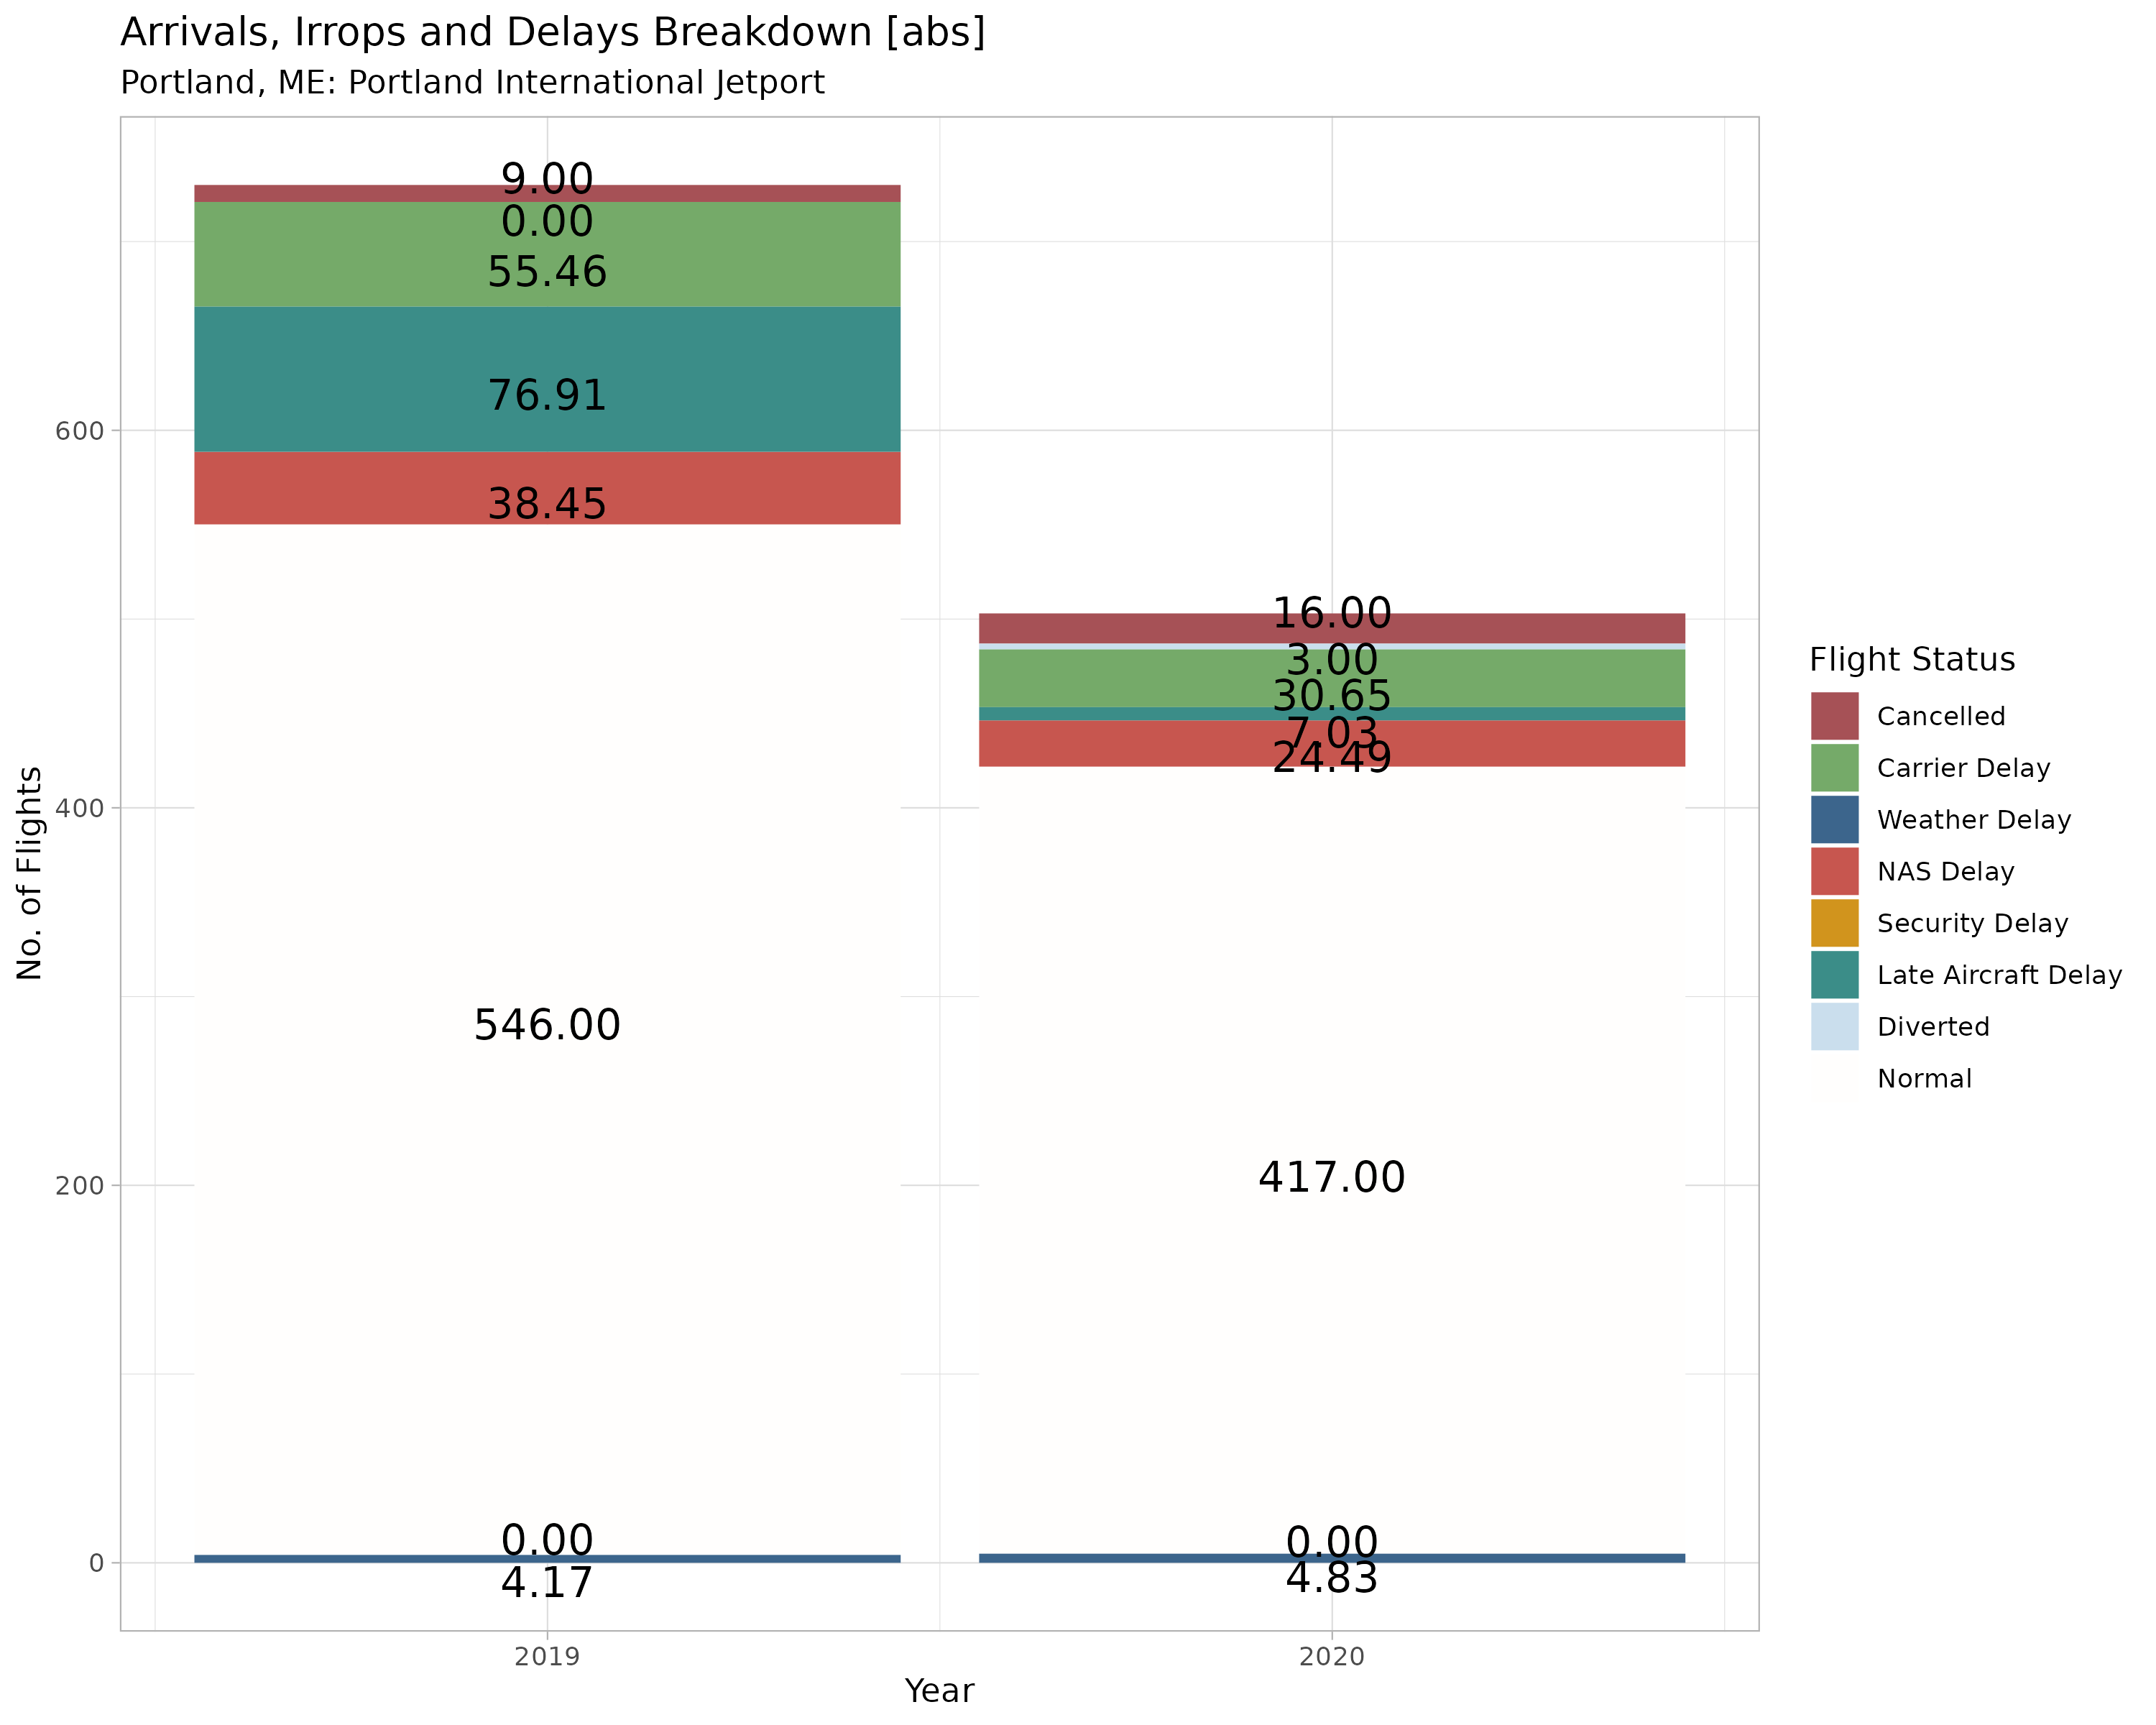 Arrivals, Irrops and Delays Breakdown [abs]
Portland, ME: Portland International Jetport
No. of Flights
600
400
200
0
9.00
0.00
55.46
76.91
38.45
546.00
0.00
4.17
16.00
3.00
30.65
7.03
24.49
417.00
0.00
4.83
2019
2020
Year
Flight Status
Cancelled
Carrier Delay
Weather Delay
NAS Delay
Security Delay
Late Aircraft Delay
Diverted
Normal